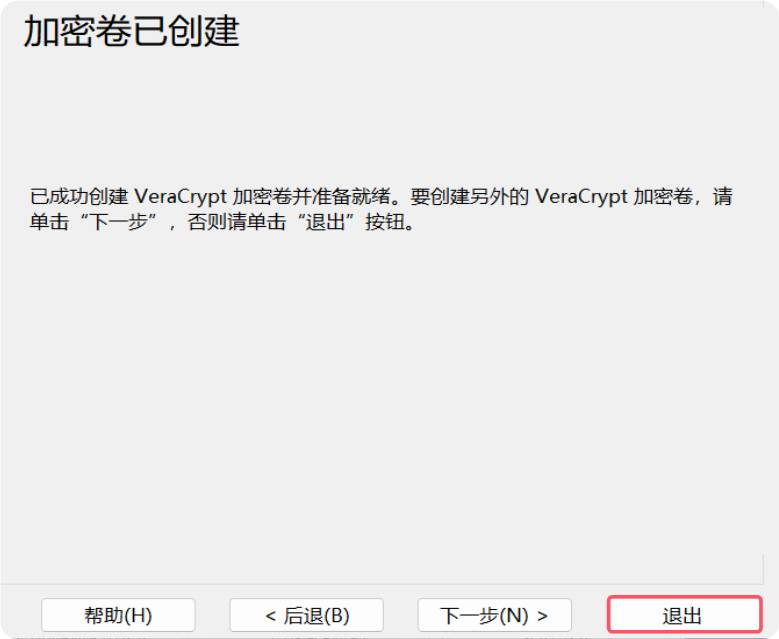 加密卷已创建
已成功创建 VeraCrypt 加密卷并准备就绪。要创建另外的 VeraCrypt 加密卷，请
单击“下一步”，否则请单击“退出”按钮。
帮助(H)
< 后退(B)
下一步(N) >
退出